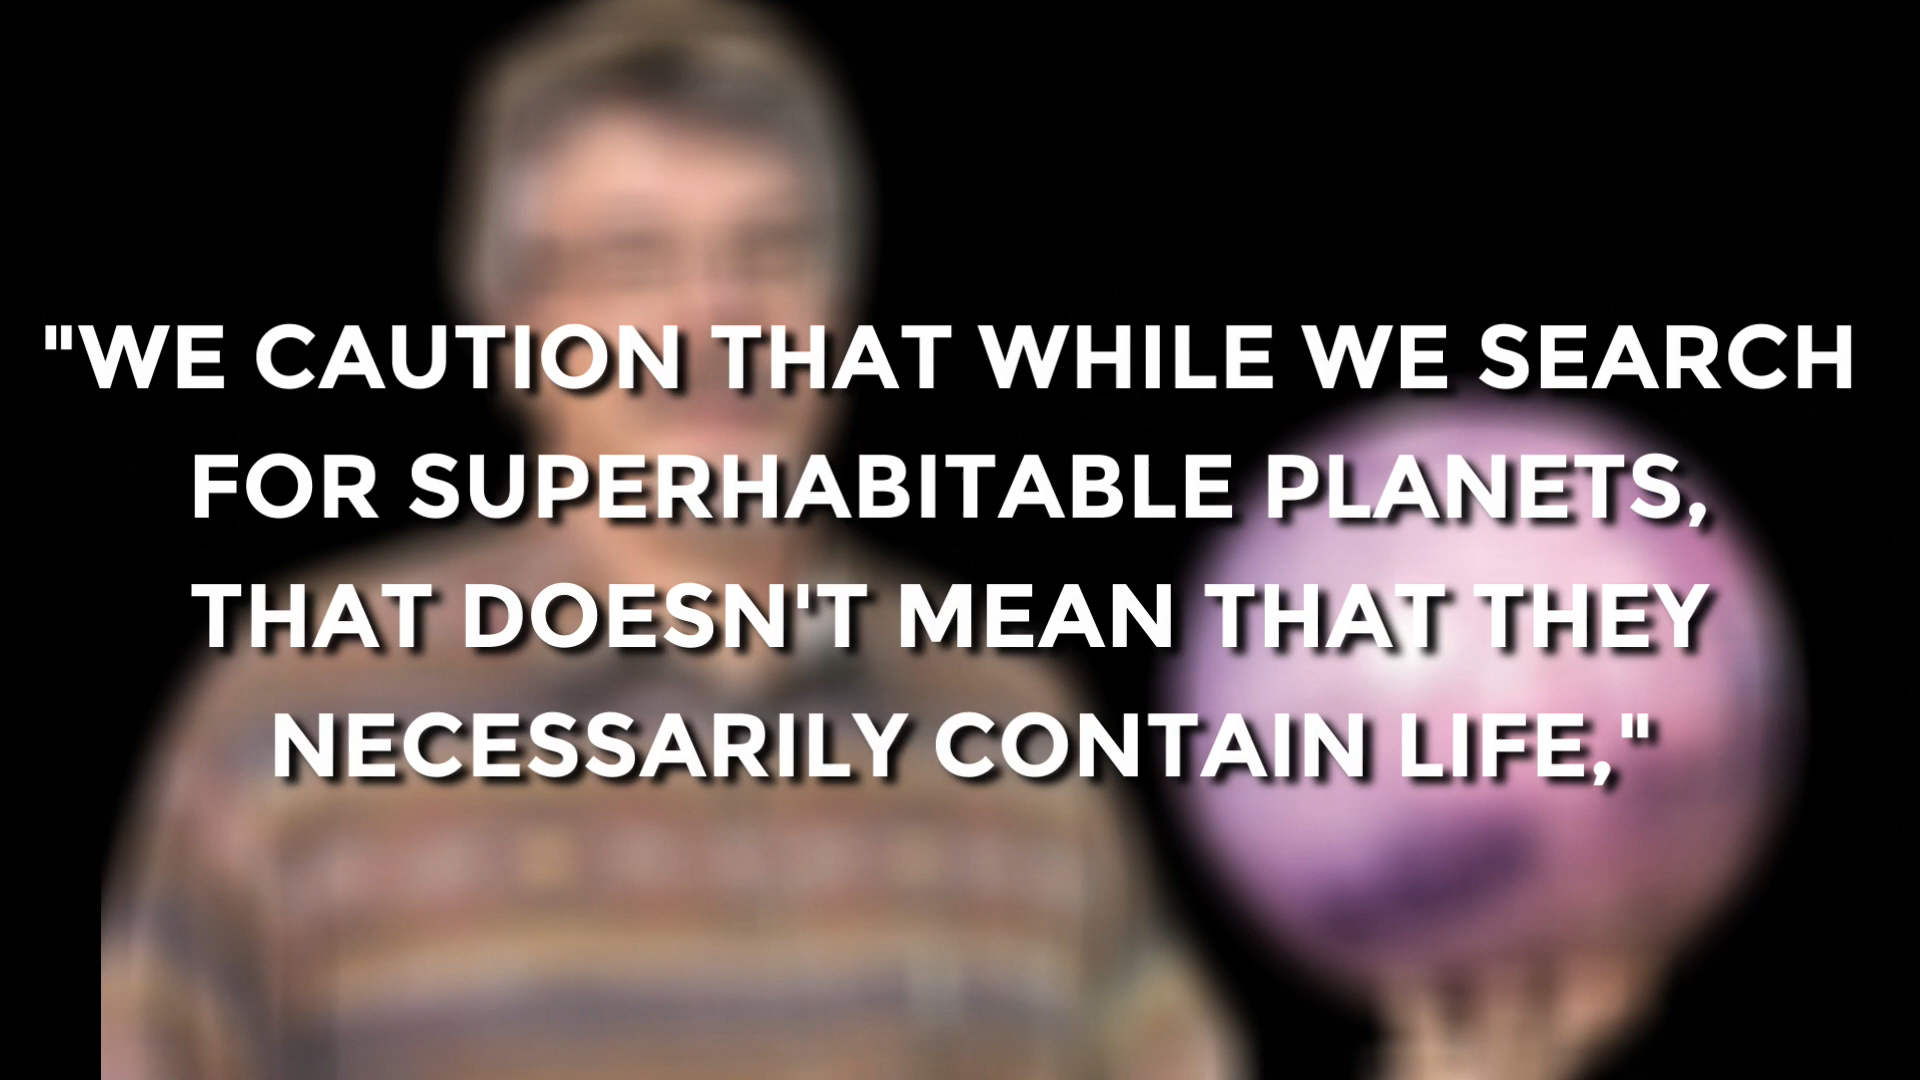 "WE CAUTION THAT WHILE WE SEARCH
FOR SUPERHABITABLE PLANETS,
THAT DOESN'T MEAN THAT THEY
NECESSARILY CONTAIN LIFE,"